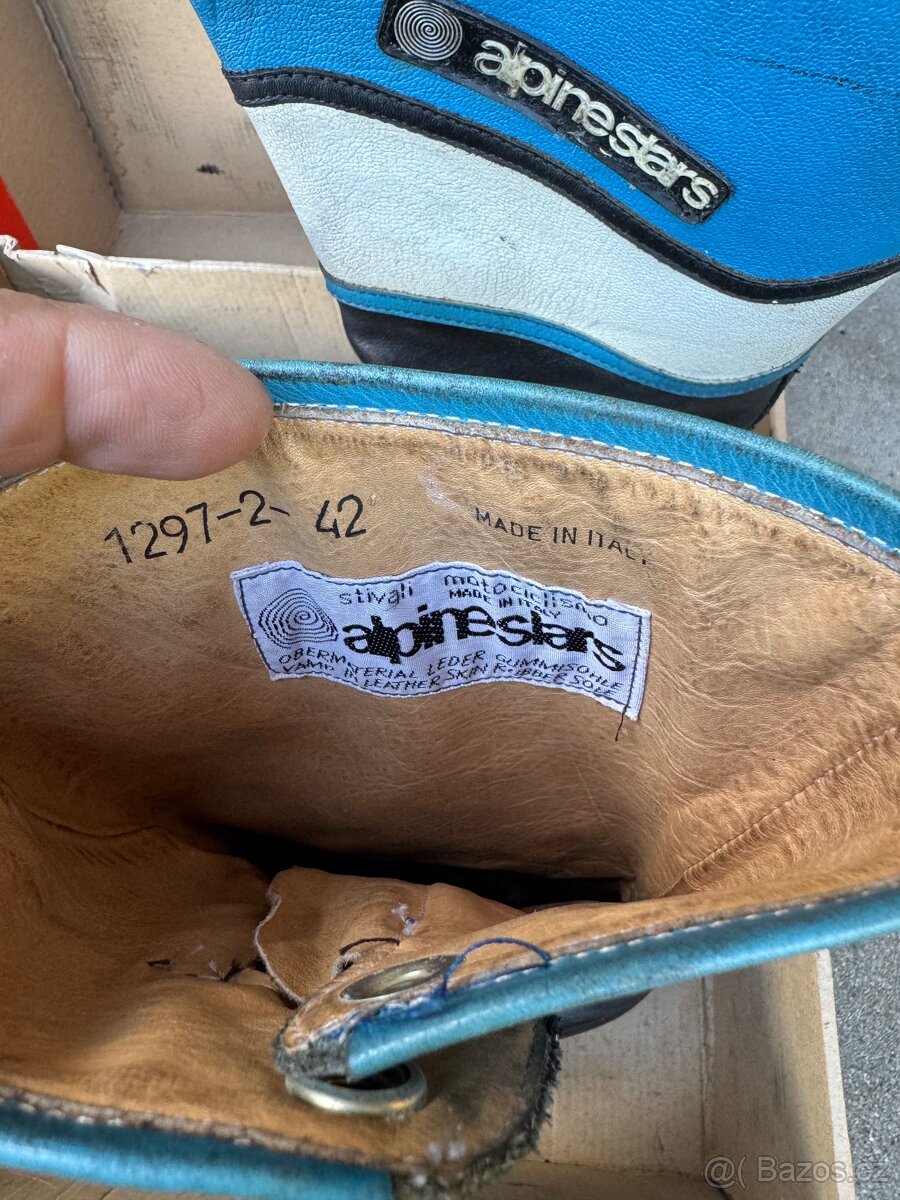 alpinestars
1297-2- 42
MADE IN ITALY
stivali motociclismo
MADE IN ITALY
alpinestars
OBERMATERIAL LEDER GUMMISOHLE
VAMP IN LEATHER SKIN RUBBER SOLE
@( Bazos.cz